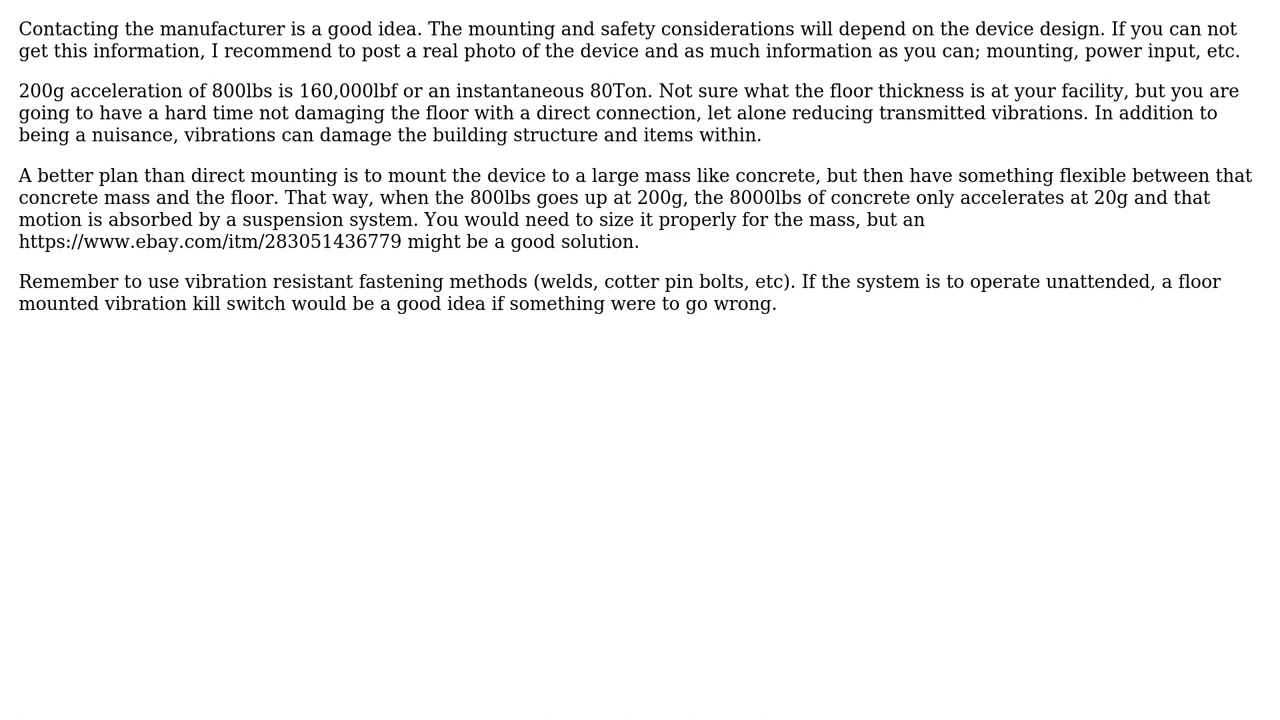 Contacting the manufacturer is a good idea. The mounting and safety considerations will depend on the device design. If you can not
get this information, I recommend to post a real photo of the device and as much information as you can; mounting, power input, etc.
200g acceleration of 800lbs is 160,000lbf or an instantaneous 80Ton. Not sure what the floor thickness is at your facility, but you are
going to have a hard time not damaging the floor with a direct connection, let alone reducing transmitted vibrations. In addition to
being a nuisance, vibrations can damage the building structure and items within.
A better plan than direct mounting is to mount the device to a large mass like concrete, but then have something flexible between that
concrete mass and the floor. That way, when the 800lbs goes up at 200g, the 8000lbs of concrete only accelerates at 20g and that
motion is absorbed by a suspension system. You would need to size it properly for the mass, but an
https://www.ebay.com/itm/283051436779 might be a good solution.
Remember to use vibration resistant fastening methods (welds, cotter pin bolts, etc). If the system is to operate unattended, a floor
mounted vibration kill switch would be a good idea if something were to go wrong.